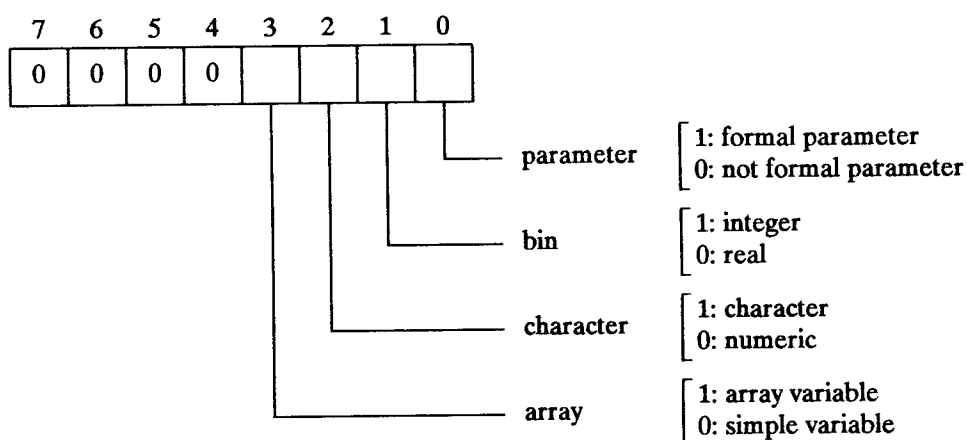 7 6 5 4 3 2 1 0
0 0 0 0
parameter
1: formal parameter
0: not formal parameter
bin
1: integer
0: real
character
1: character
0: numeric
array
1: array variable
0: simple variable